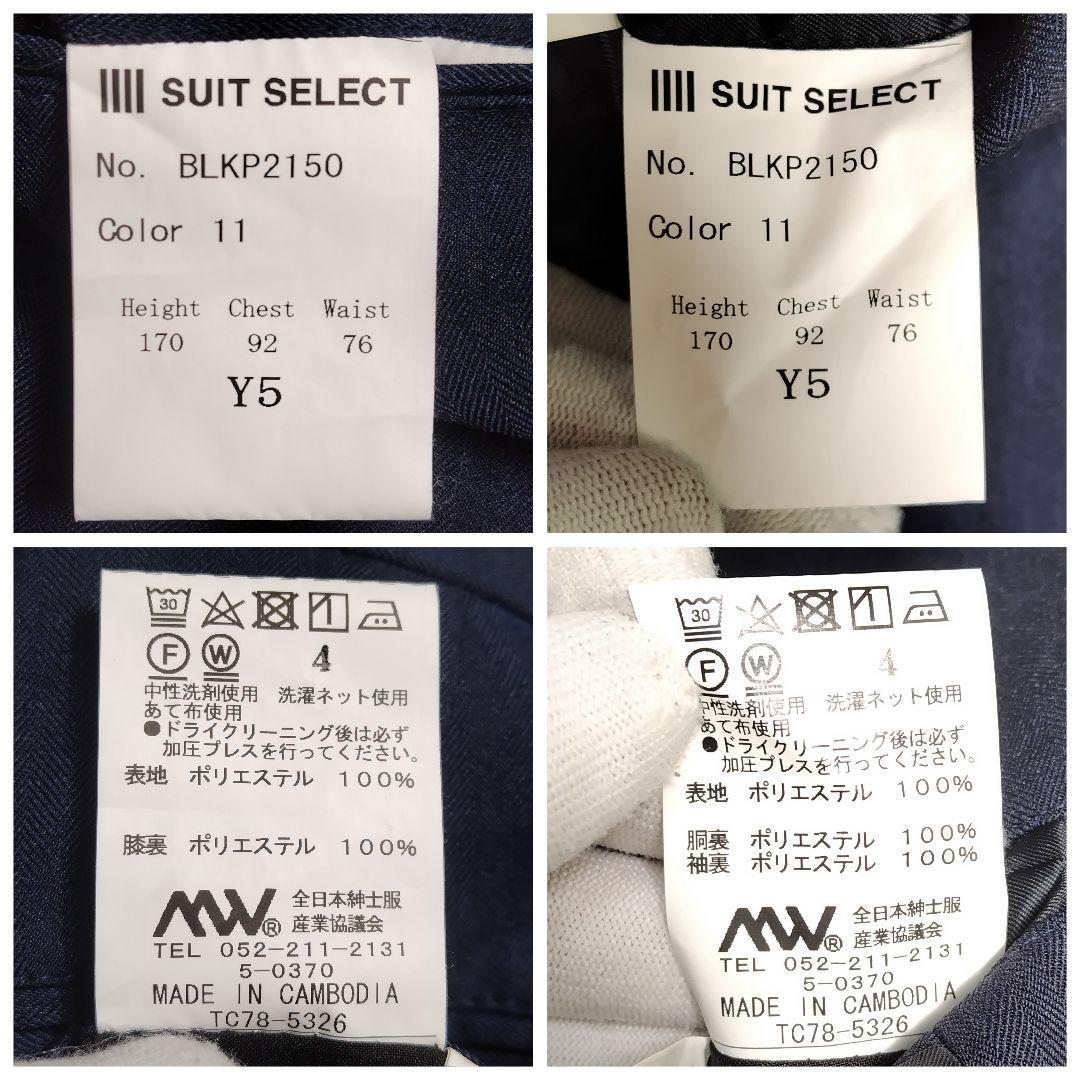 SUIT SELECT
No. BLKP2150
Color 11
Height Chest Waist
170 92 76
Y5
SUIT SELECT
No. BLKP2150
Color 11
Height Chest Waist
170 92 76
Y5
30
F W 4
中性洗剤使用 洗濯ネット使用
あて布使用
●ドライクリーニング後は必ず
加圧プレスを行ってください。
表地 ポリエステル 100%
膝裏 ポリエステル 100%
MW® 全日本紳士服
産業協議会
TEL 052-211-2131
5-0370
MADE IN CAMBODIA
TC78-5326
30
F W 4
中性洗剤使用 洗濯ネット使用
あて布使用
●ドライクリーニング後は必ず
加圧プレスを行ってください。
表地 ポリエステル 100%
胴裏 ポリエステル 100%
袖裏 ポリエステル 100%
MW® 全日本紳士服
産業協議会
TEL 052-211-2131
5-0370
MADE IN CAMBODIA
TC78-5326